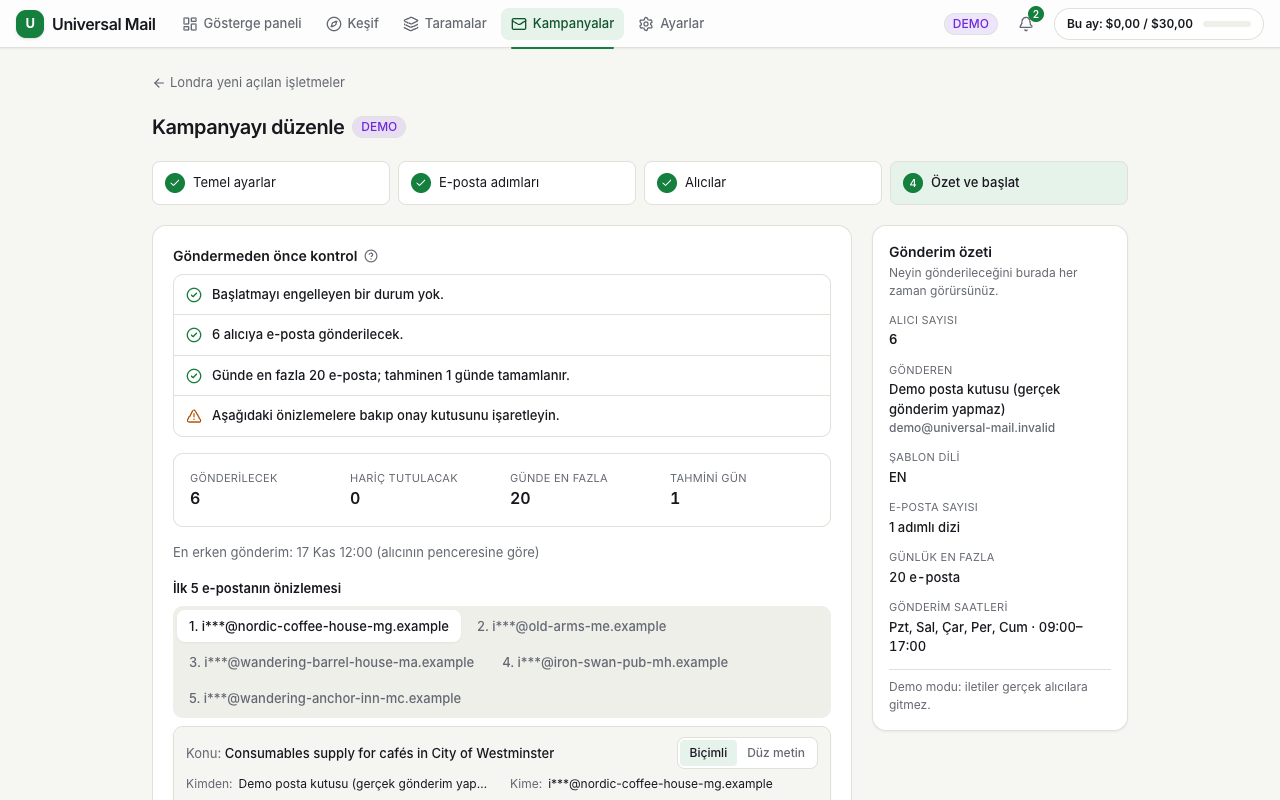 U Universal Mail Gösterge paneli Keşif Taramalar Kampanyalar Ayarlar DEMO 2 Bu ay: $0,00 / $30,00
← Londra yeni açılan işletmeler
Kampanyayı düzenle DEMO
Temel ayarlar
E-posta adımları
Alıcılar
4 Özet ve başlat
Göndermeden önce kontrol
Başlatmayı engelleyen bir durum yok.
6 alıcıya e-posta gönderilecek.
Günde en fazla 20 e-posta; tahminen 1 günde tamamlanır.
Aşağıdaki önizlemelere bakıp onay kutusunu işaretleyin.
GÖNDERİLECEK HARİÇ TUTULACAK GÜNDE EN FAZLA TAHMİNİ GÜN
6 0 20 1
En erken gönderim: 17 Kas 12:00 (alıcının penceresine göre)
İlk 5 e-postanın önizlemesi
1. i***@nordic-coffee-house-mg.example 2. i***@old-arms-me.example
3. i***@wandering-barrel-house-ma.example 4. i***@iron-swan-pub-mh.example
5. i***@wandering-anchor-inn-mc.example
Konu: Consumables supply for cafés in City of Westminster Biçimli Düz metin
Kimden: Demo posta kutusu (gerçek gönderim yap... Kime: i***@nordic-coffee-house-mg.example
Gönderim özeti
Neyin gönderileceğini burada her
zaman görürsünüz.
ALICI SAYISI
6
GÖNDEREN
Demo posta kutusu (gerçek
gönderim yapmaz)
demo@universal-mail.invalid
ŞABLON DİLİ
EN
E-POSTA SAYISI
1 adımlı dizi
GÜNLÜK EN FAZLA
20 e-posta
GÖNDERİM SAATLERİ
Pzt, Sal, Çar, Per, Cum · 09:00–
17:00
Demo modu: iletiler gerçek alıcılara
gitmez.